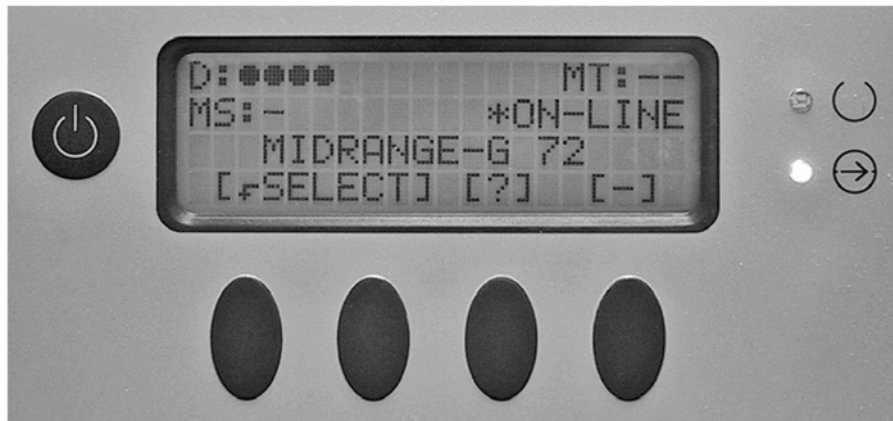 D:●●●● MT:--
MS:- *ON-LINE
MIDRANGE-G 72
[↱SELECT] [?] [-]